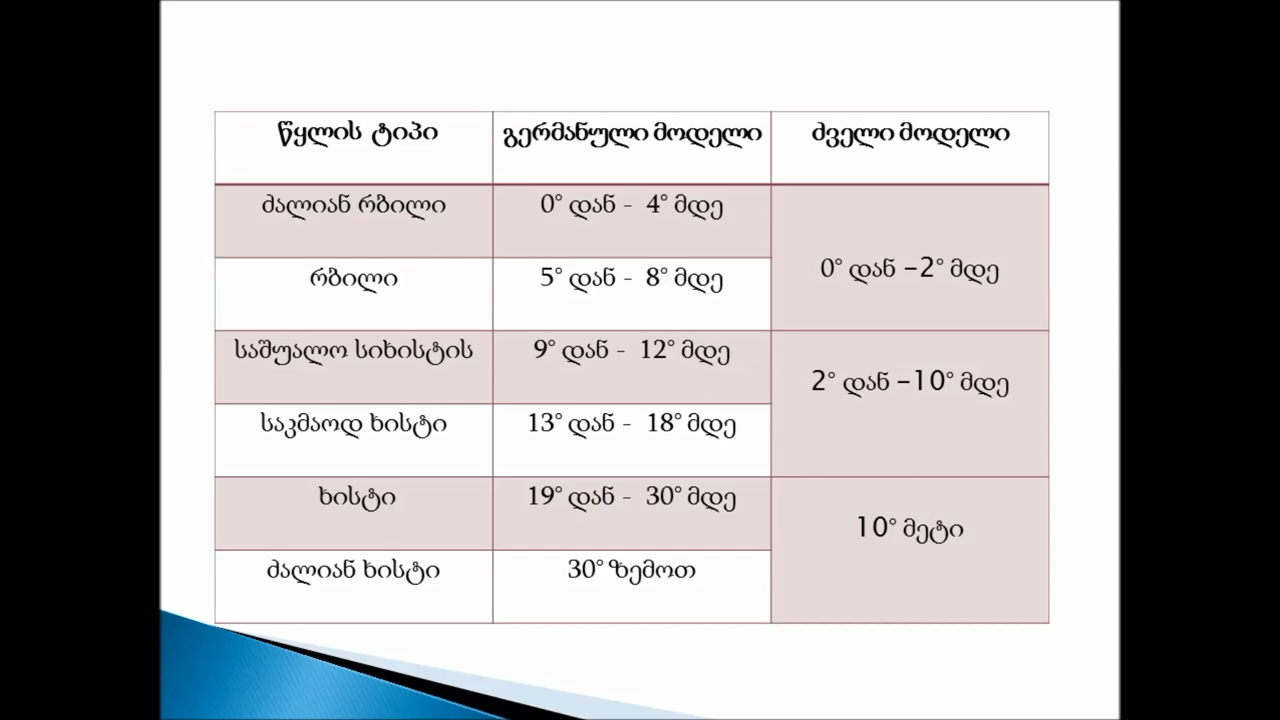 წყლის ტიპი გერმანული მოდელი ძველი მოდელი
ძალიან რბილი 0° დან - 4° მდე
0° დან –2° მდე
რბილი 5° დან - 8° მდე
საშუალო სიხისტის 9° დან - 12° მდე
2° დან –10° მდე
საკმაოდ ხისტი 13° დან - 18° მდე
ხისტი 19° დან - 30° მდე
10° მეტი
ძალიან ხისტი 30° ზემოთ